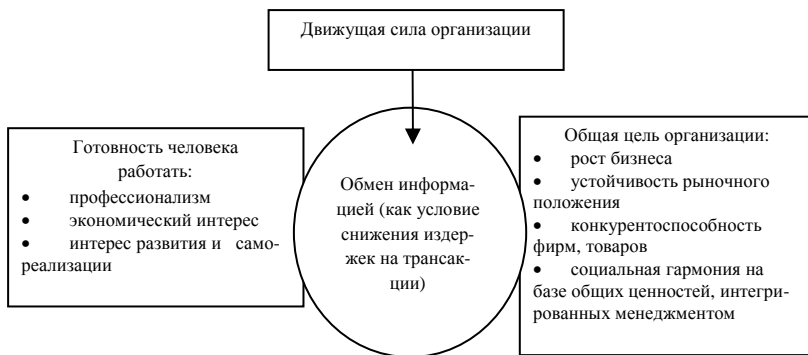 Движущая сила организации
Готовность человека
работать:
• профессионализм
• экономический интерес
• интерес развития и само-
реализации
Обмен информа-
цией (как условие
снижения издер-
жек на трансак-
ции)
Общая цель организации:
• рост бизнеса
• устойчивость рыночного
положения
• конкурентоспособность
фирм, товаров
• социальная гармония на
базе общих ценностей, интегри-
рованных менеджментом